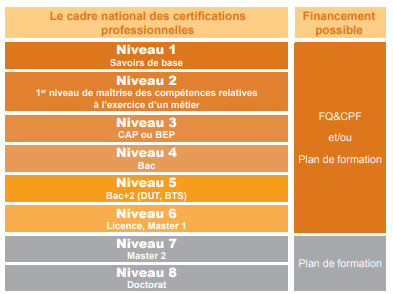 Le cadre national des certifications
professionnelles
Financement
possible
Niveau 1
Savoirs de base
Niveau 2
1er niveau de maîtrise des compétences relatives
à l'exercice d'un métier
Niveau 3
CAP ou BEP
Niveau 4
Bac
Niveau 5
Bac+2 (DUT, BTS)
Niveau 6
Licence, Master 1
FQ&CPF
et/ou
Plan de formation
Niveau 7
Master 2
Niveau 8
Doctorat
Plan de formation